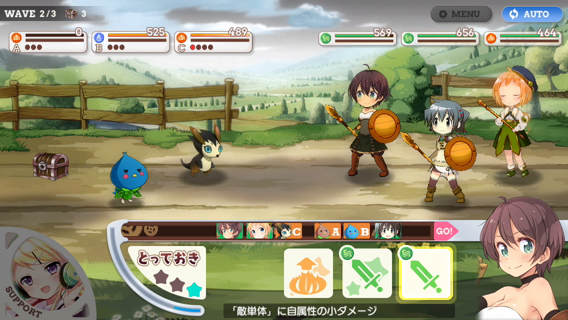 WAVE 2/3 3
MENU
AUTO
A 0
B 525
C 489
569
656
464
C A B GO!
とっておき
SUPPORT
「敵単体」に自属性の小ダメージ